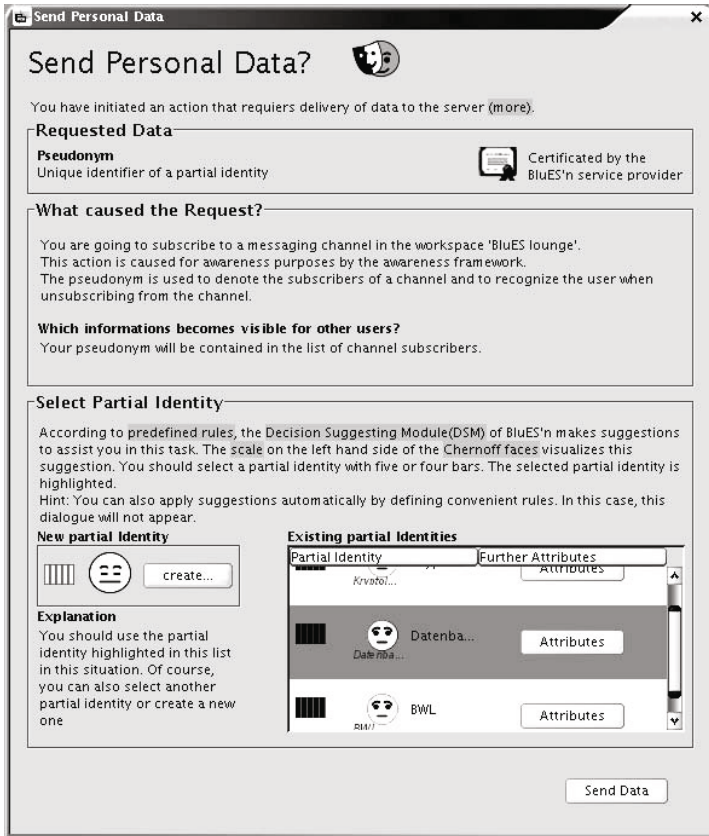 Send Personal Data
Send Personal Data?
You have initiated an action that requiers delivery of data to the server (more).
Requested Data
Pseudonym
Unique identifier of a partial identity
Certificated by the
BluES'n service provider
What caused the Request?
You are going to subscribe to a messaging channel in the workspace 'BluES lounge'.
This action is caused for awareness purposes by the awareness framework.
The pseudonym is used to denote the subscribers of a channel and to recognize the user when
unsubscribing from the channel.
Which informations becomes visible for other users?
Your pseudonym will be contained in the list of channel subscribers.
Select Partial Identity
According to predefined rules, the Decision Suggesting Module(DSM) of BluES'n makes suggestions
to assist you in this task. The scale on the left hand side of the Chernoff faces visualizes this
suggestion. You should select a partial identity with five or four bars. The selected partial identity is
highlighted.
Hint: You can also apply suggestions automatically by defining convenient rules. In this case, this
dialogue will not appear.
New partial Identity
create...
Explanation
You should use the partial
identity highlighted in this list
in this situation. Of course,
you can also select another
partial identity or create a new
one
Existing partial Identities
Partial Identity Further Attributes
Attributes
Kryptol...
Datenba... Attributes
Datenba...
BWL Attributes
BWL
Send Data